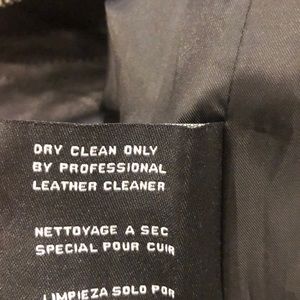 DRY CLEAN ONLY
BY PROFESSIONAL
LEATHER CLEANER
NETTOYAGE A SEC
SPECIAL POUR CUIR
LIMPIEZA SOLO POR